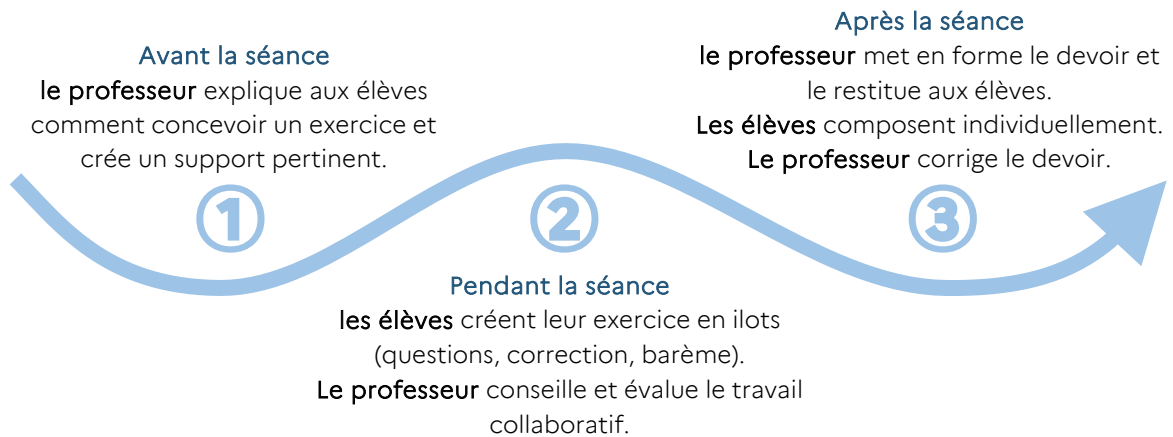 Avant la séance
le professeur explique aux élèves
comment concevoir un exercice et
crée un support pertinent.
1
2
Pendant la séance
les élèves créent leur exercice en ilots
(questions, correction, barème).
Le professeur conseille et évalue le travail
collaboratif.
Après la séance
le professeur met en forme le devoir et
le restitue aux élèves.
Les élèves composent individuellement.
Le professeur corrige le devoir.
3